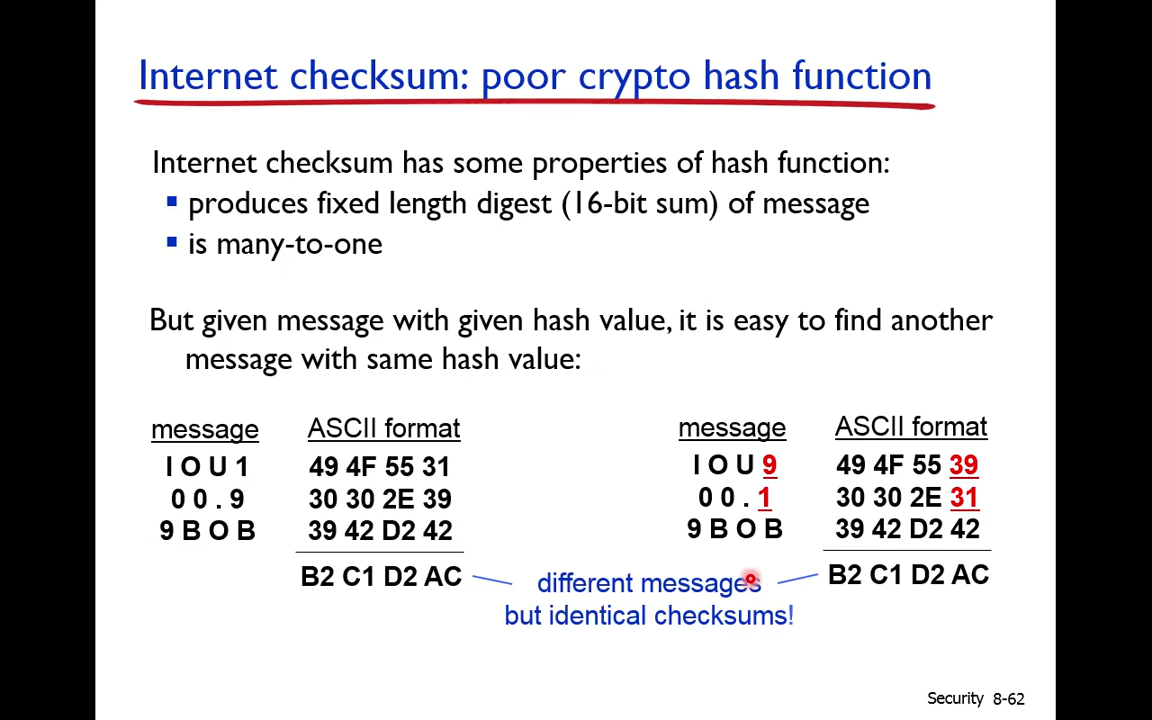 Internet checksum: poor crypto hash function
Internet checksum has some properties of hash function:
▪ produces fixed length digest (16-bit sum) of message
▪ is many-to-one
But given message with given hash value, it is easy to find another
message with same hash value:
message ASCII format
I O U 1 49 4F 55 31
0 0 . 9 30 30 2E 39
9 B O B 39 42 D2 42
B2 C1 D2 AC
message ASCII format
I O U 9 49 4F 55 39
0 0 . 1 30 30 2E 31
9 B O B 39 42 D2 42
B2 C1 D2 AC
different messages
but identical checksums!
Security 8-62